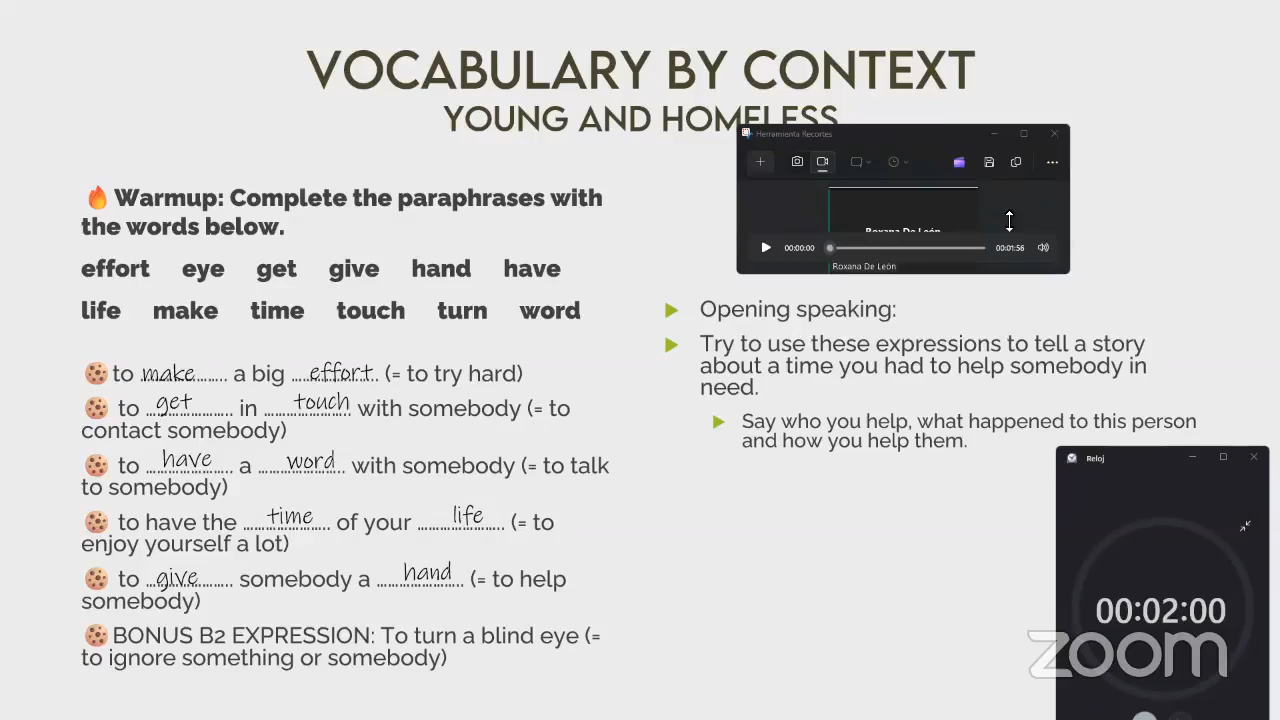 VOCABULARY BY CONTEXT
YOUNG AND HOMELESS
Herramienta Recortes
Roxana De León
00:00:00
00:01:56
Roxana De León
🔥 Warmup: Complete the paraphrases with
the words below.
effort eye get give hand have
life make time touch turn word
🍪 to make a big effort (= to try hard)
🍪 to get in touch with somebody (= to
contact somebody)
🍪 to have a word with somebody (= to talk
to somebody)
🍪 to have the time of your life (= to
enjoy yourself a lot)
🍪 to give somebody a hand (= to help
somebody)
🍪 BONUS B2 EXPRESSION: To turn a blind eye (=
to ignore something or somebody)
Opening speaking:
Try to use these expressions to tell a story
about a time you had to help somebody in
need.
Say who you help, what happened to this person
and how you help them.
Reloj
00:02:00
zoom